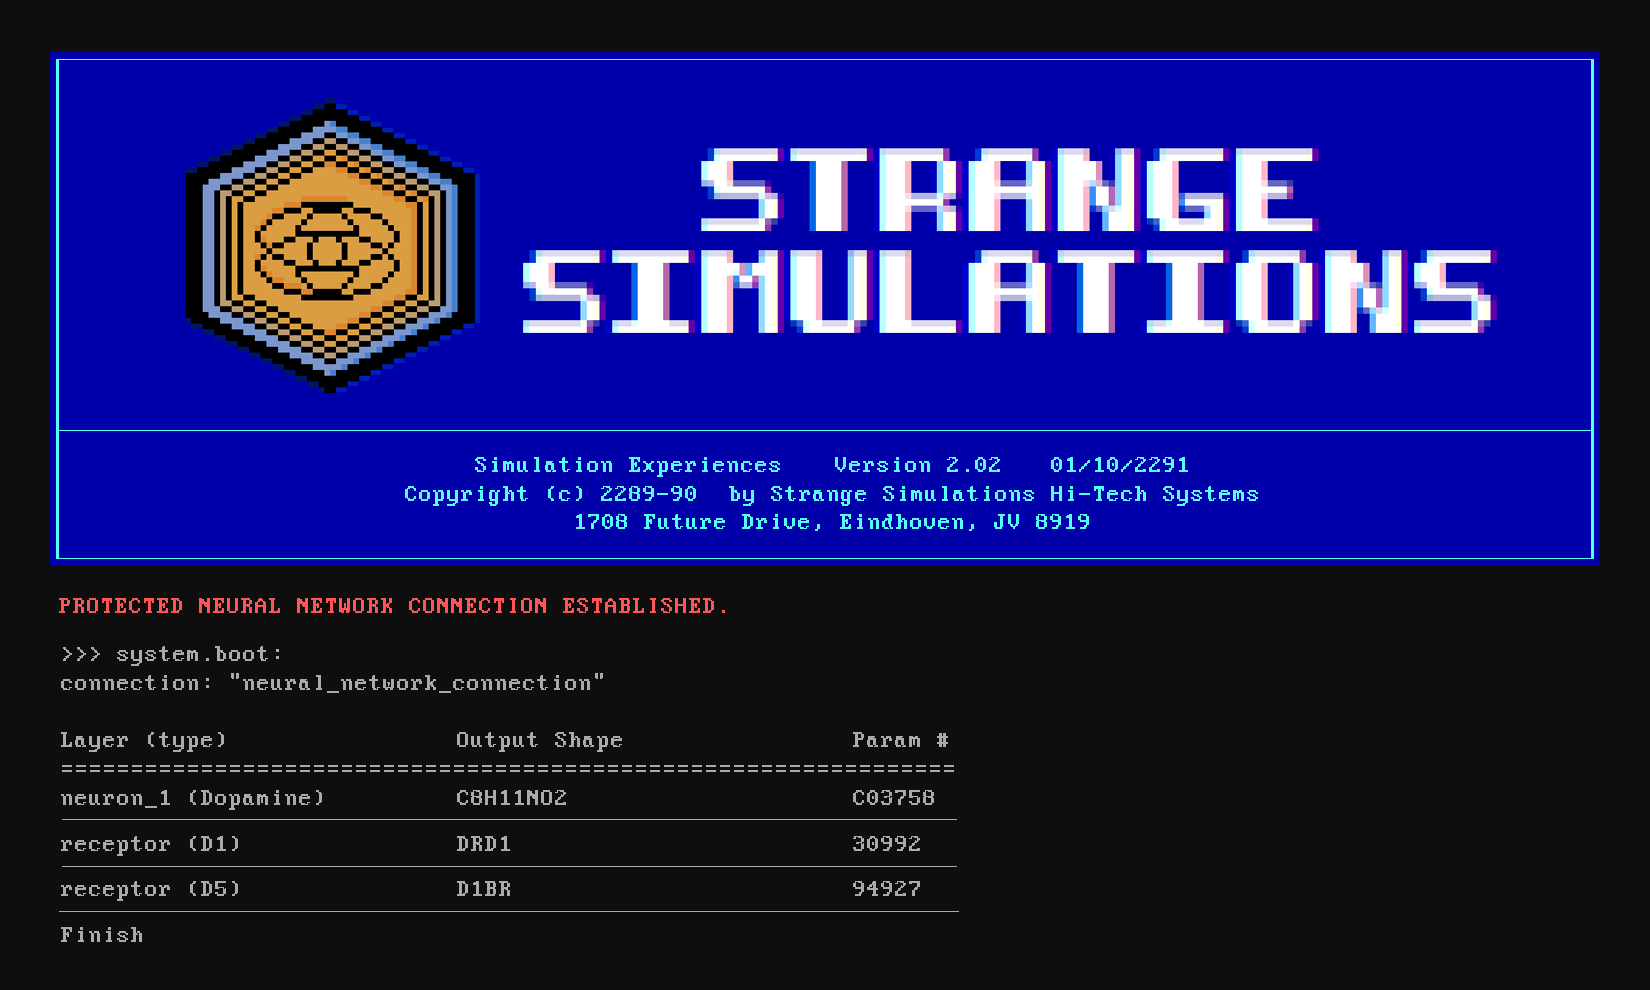 STRANGE
SIMULATIONS
Simulation Experiences    Version 2.02    01/10/2291
Copyright (c) 2289-90  by Strange Simulations Hi-Tech Systems
1708 Future Drive, Eindhoven, JV 8919
PROTECTED NEURAL NETWORK CONNECTION ESTABLISHED.
>>> system.boot:
connection: "neural_network_connection"
Layer (type)    Output Shape    Param #
================================================================
neuron_1 (Dopamine)    C8H11NO2    C03758
receptor (D1)    DRD1    30992
receptor (D5)    D1BR    94927
Finish